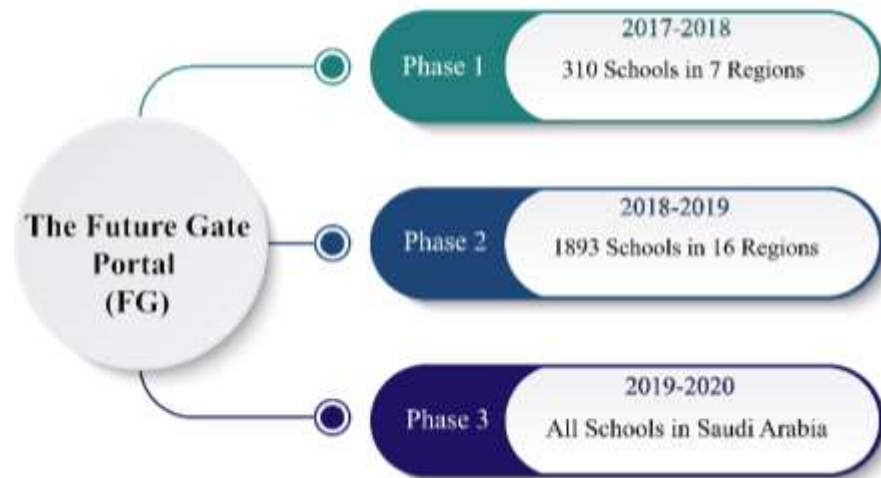 The Future Gate
Portal
(FG)
Phase 1
2017-2018
310 Schools in 7 Regions
Phase 2
2018-2019
1893 Schools in 16 Regions
Phase 3
2019-2020
All Schools in Saudi Arabia